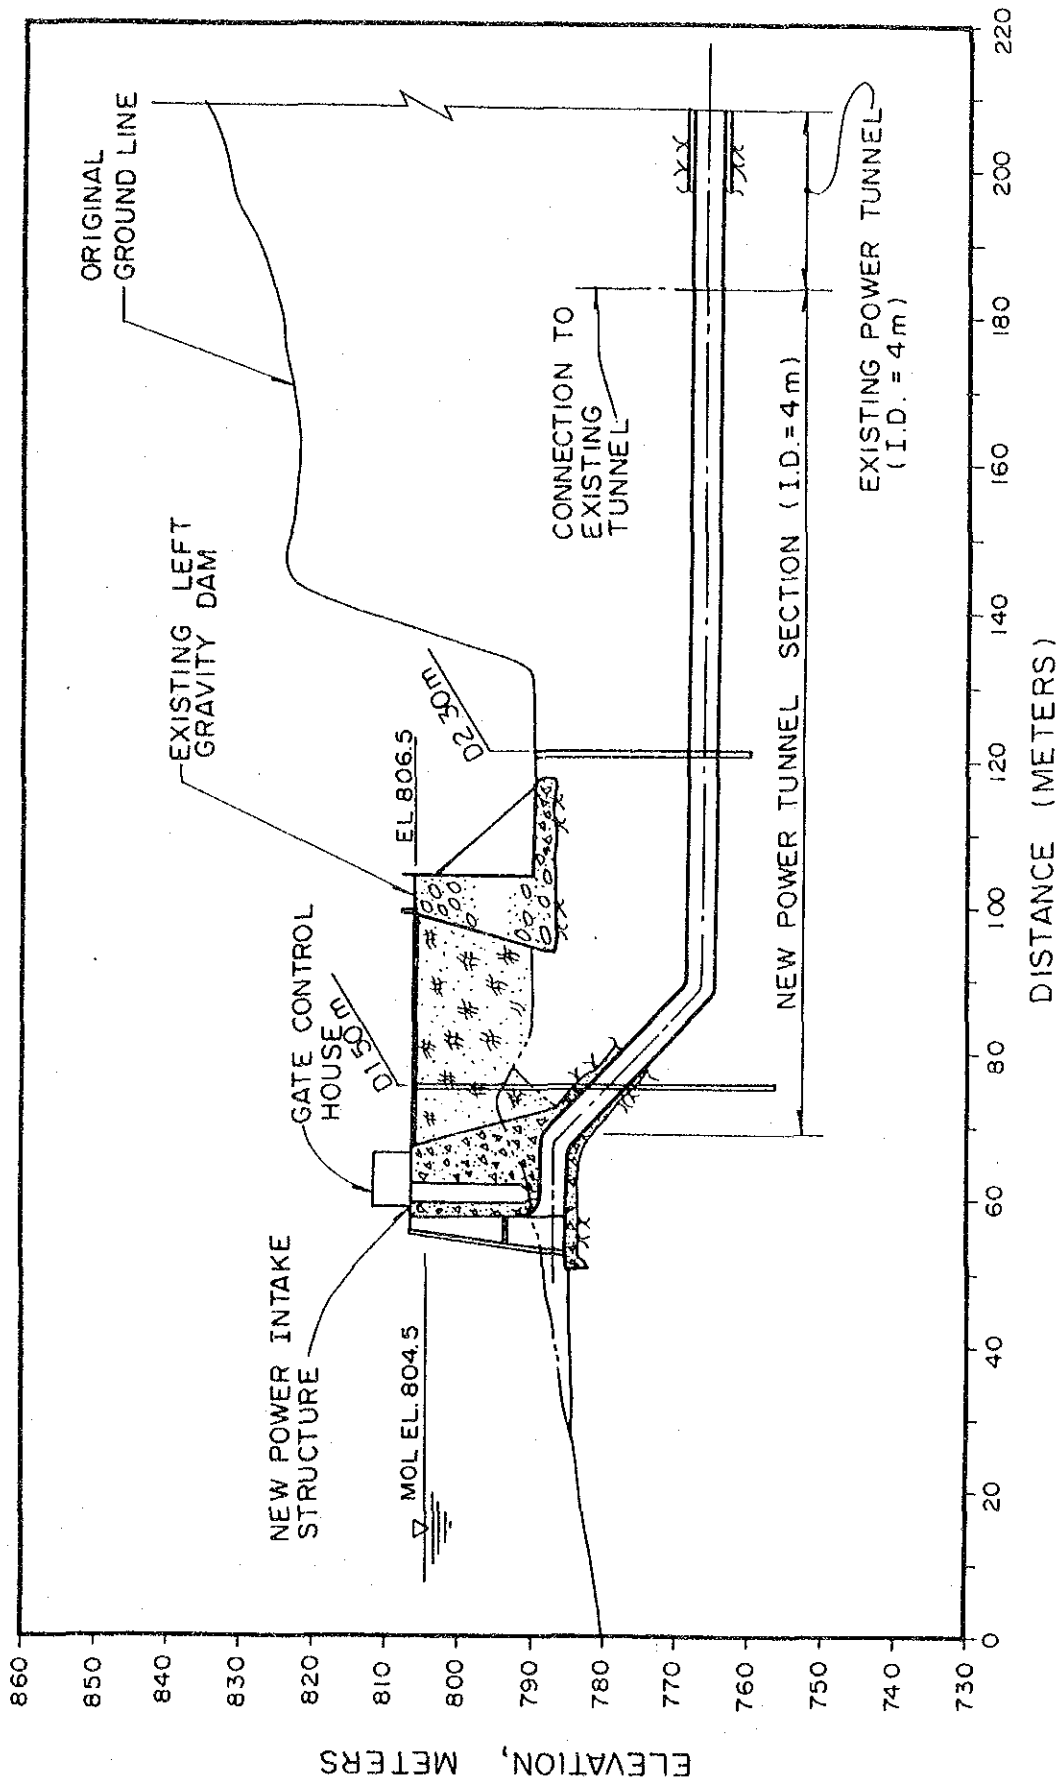 ELEVATION, METERS
860
850
840
830
820
810
800
790
780
770
760
750
740
730
0
20
40
60
80
100
120
140
160
180
200
220
DISTANCE (METERS)
ORIGINAL
GROUND LINE
EXISTING LEFT
GRAVITY DAM
GATE CONTROL
HOUSE
NEW POWER INTAKE
STRUCTURE
D1 50m
D2 30m
EL 806.5
MOL EL. 804.5
CONNECTION TO
EXISTING
TUNNEL
NEW POWER TUNNEL SECTION (I.D.=4m)
EXISTING POWER TUNNEL
(I.D. = 4m)